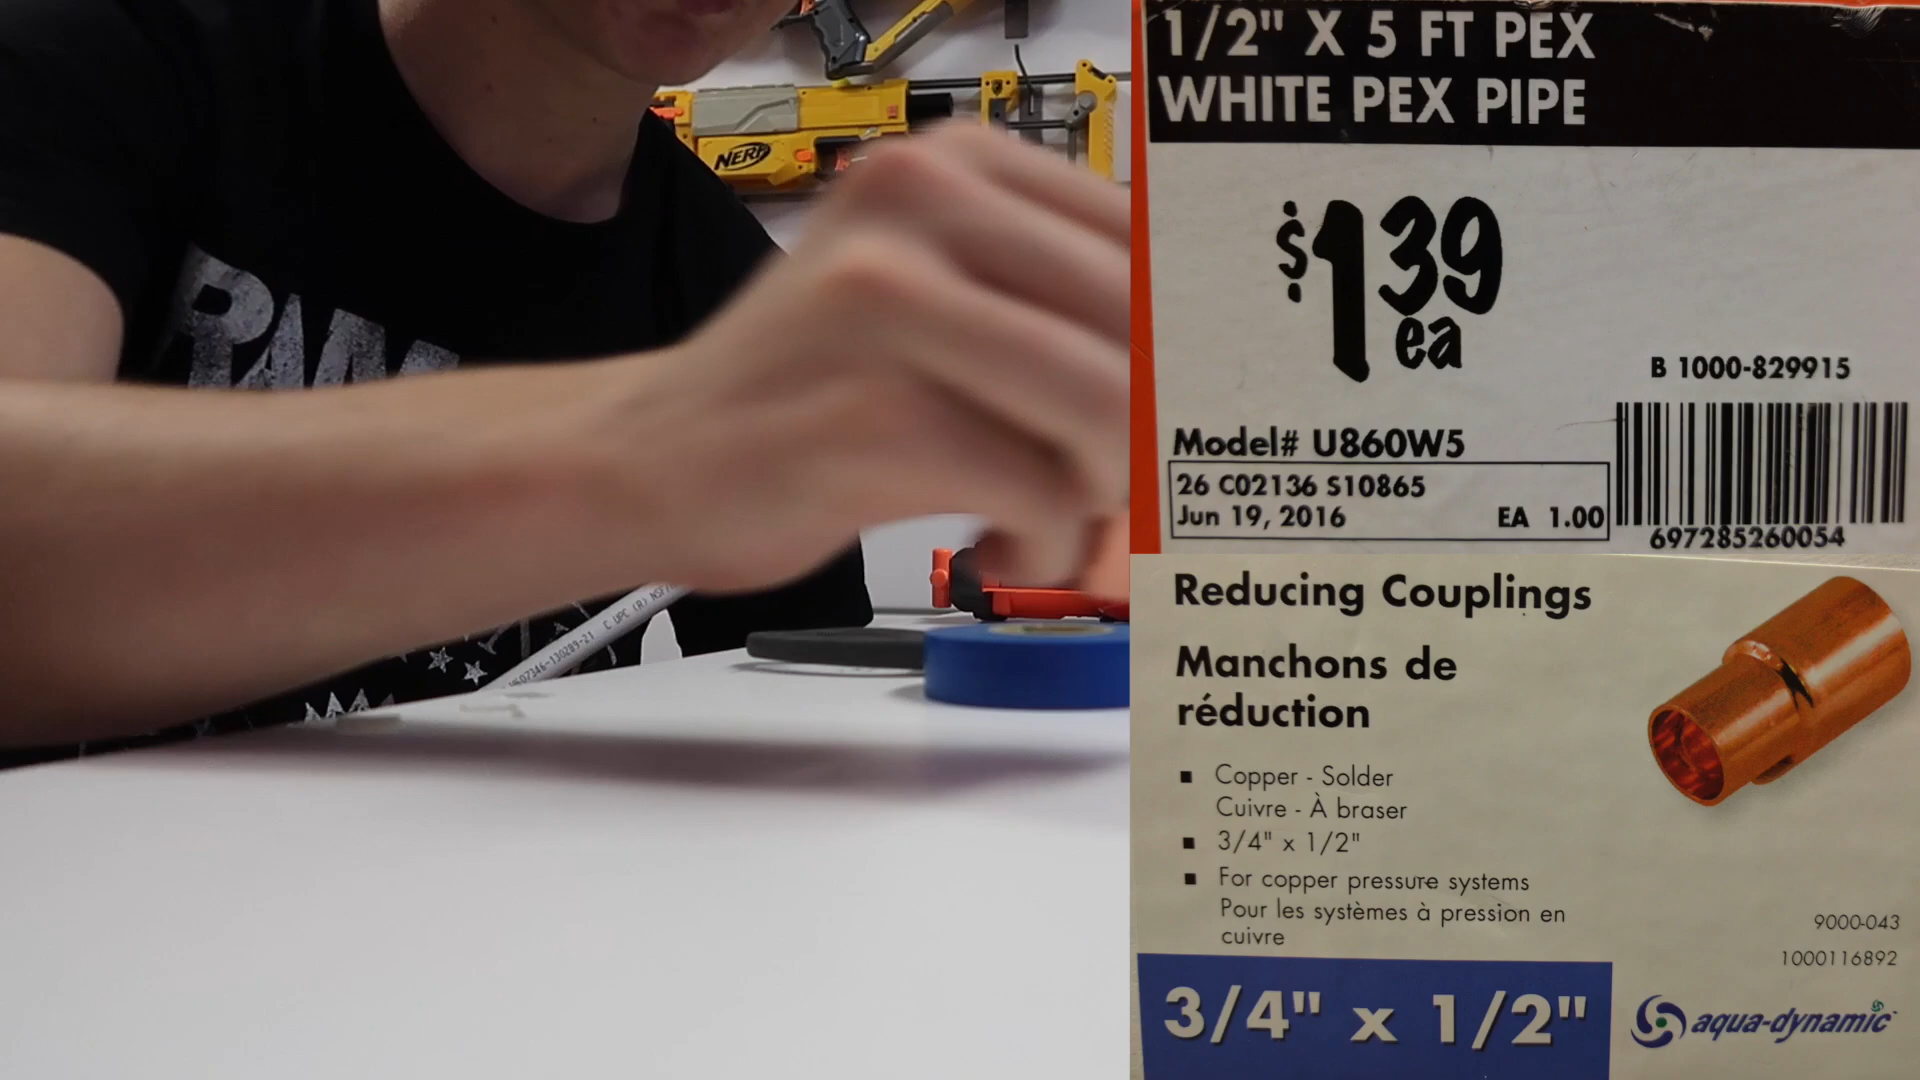 NERF
C UPC (R) NSF
1/2" X 5 FT PEX
WHITE PEX PIPE
$1 39
ea
B 1000-829915
Model# U860W5
26 C02136 S10865
Jun 19, 2016
EA 1.00
697285260054
Reducing Couplings
Manchons de
réduction
▪ Copper - Solder
Cuivre - À braser
▪ 3/4" x 1/2"
▪ For copper pressure systems
Pour les systèmes à pression en
cuivre
9000-043
1000116892
3/4" x 1/2"
aqua-dynamic